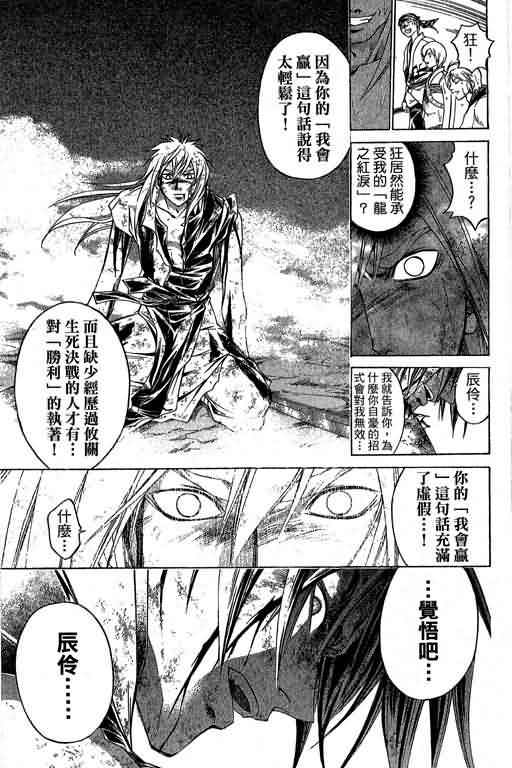 狂！
什麼…？
狂居然能承
受我的「龍
之紅淚」？
辰伶…
我就告訴你，為
什麼你自豪的招
式會對我無效…
因為你的「我會
贏」這句話說得
太輕鬆了！
而且缺少經歷過攸關
生死決戰的人才有…
對「勝利」的執著！
你的「我會贏
」這句話充滿
了虛假…！
什麼…
…覺悟吧…
辰伶……